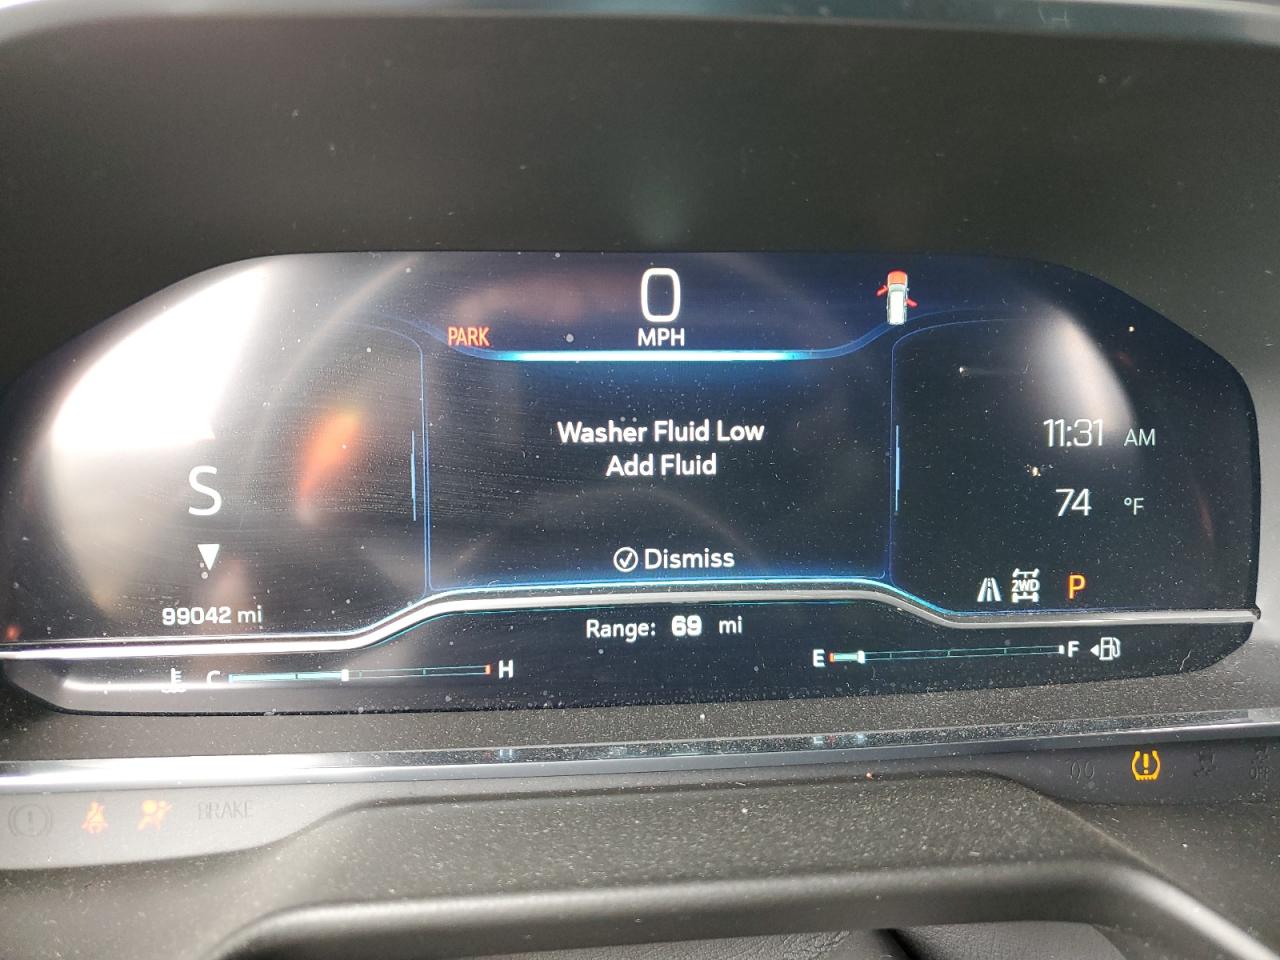 0
MPH
PARK
Washer Fluid Low
Add Fluid
Dismiss
S
99042 mi
11:31 AM
74 °F
2WD
P
Range: 69 mi
C H
E F
BRAKE
OFF